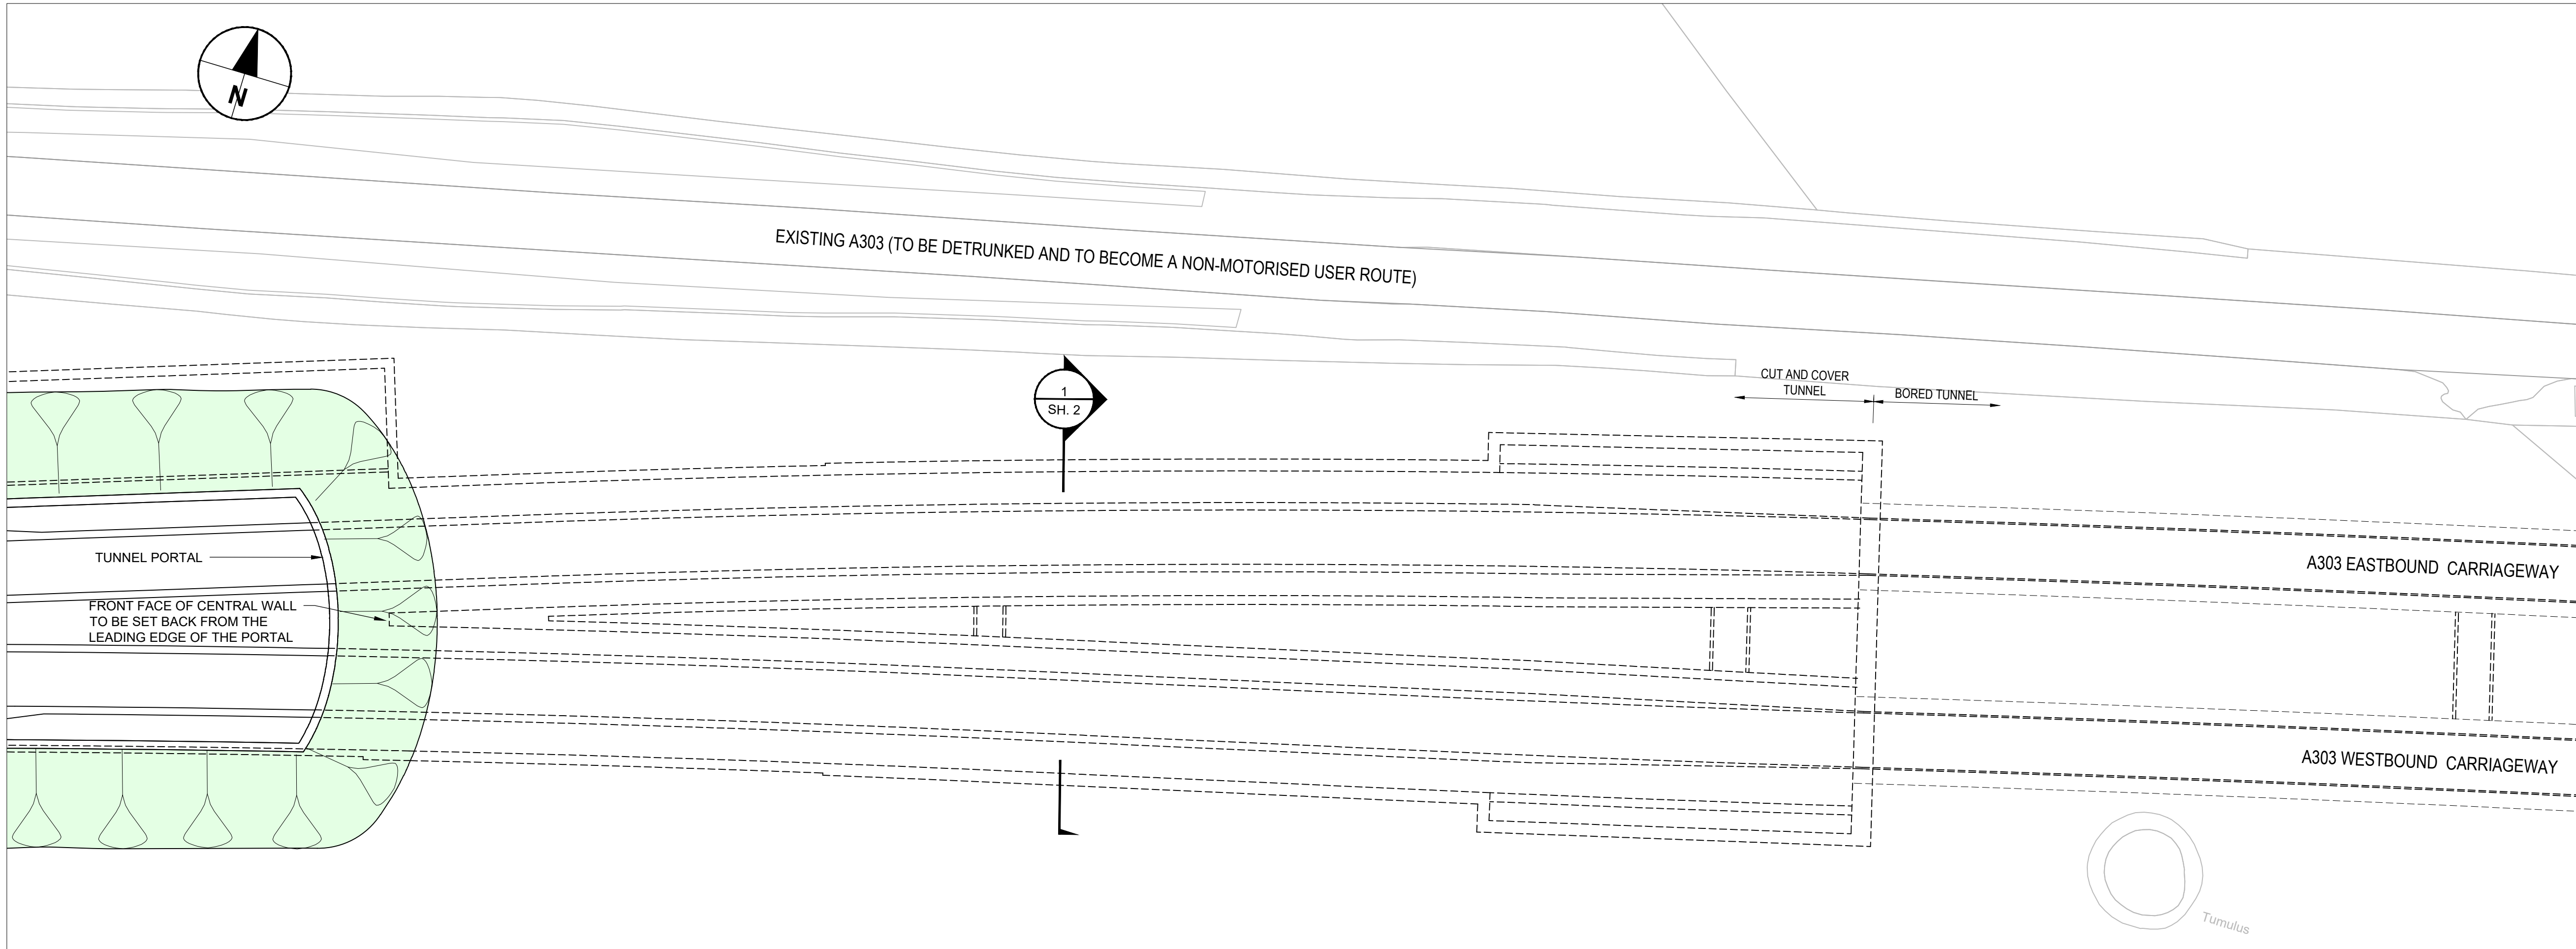 N
EXISTING A303 (TO BE DETRUNKED AND TO BECOME A NON-MOTORISED USER ROUTE)
1
SH. 2
CUT AND COVER
TUNNEL
BORED TUNNEL
TUNNEL PORTAL
FRONT FACE OF CENTRAL WALL
TO BE SET BACK FROM THE
LEADING EDGE OF THE PORTAL
A303 EASTBOUND CARRIAGEWAY
A303 WESTBOUND CARRIAGEWAY
Tumulus